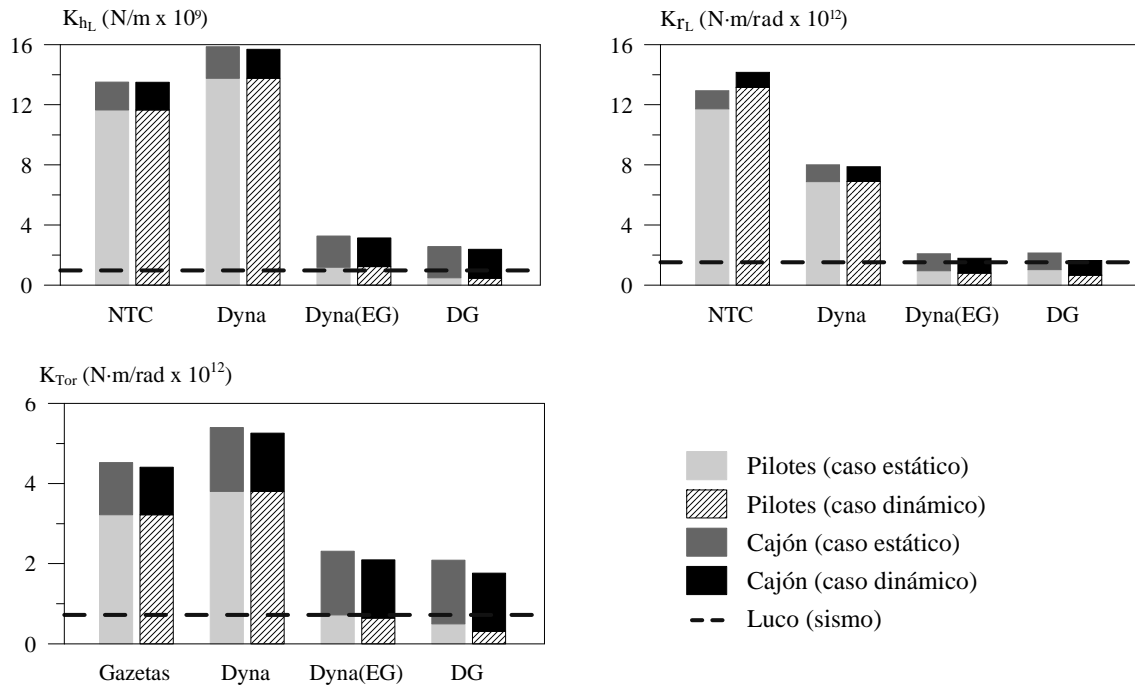 K_hL (N/m x 10⁹)
16
12
8
4
0
NTC Dyna Dyna(EG) DG
K_rL (N·m/rad x 10¹²)
16
12
8
4
0
NTC Dyna Dyna(EG) DG
K_Tor (N·m/rad x 10¹²)
6
4
2
0
Gazetas Dyna Dyna(EG) DG
Pilotes (caso estático)
Pilotes (caso dinámico)
Cajón (caso estático)
Cajón (caso dinámico)
Luco (sismo)